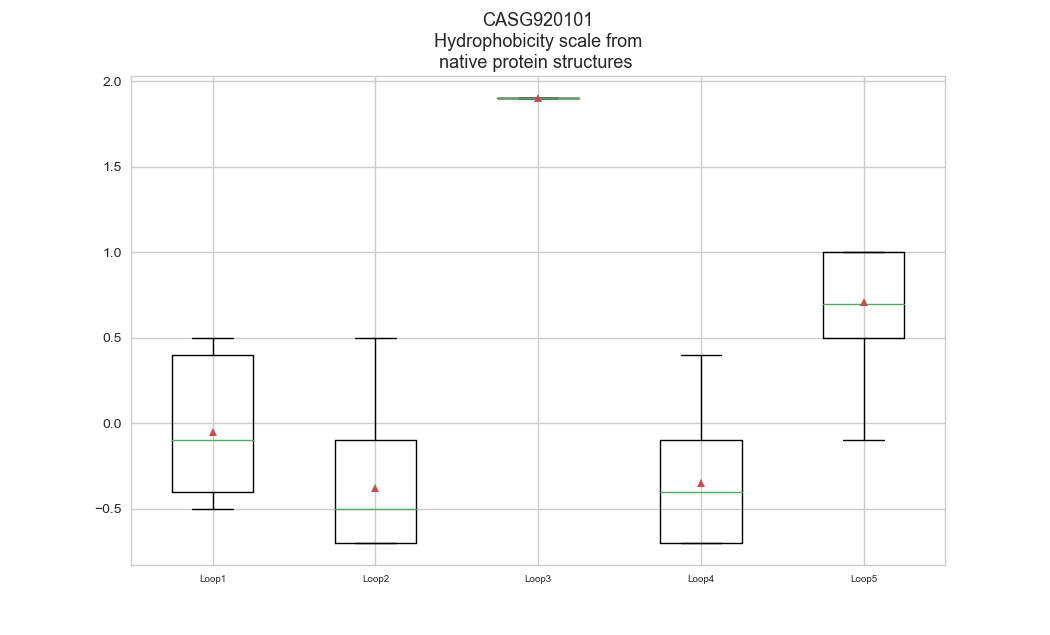 CASG920101
Hydrophobicity scale from
native protein structures
2.0
1.5
1.0
0.5
0.0
−0.5
Loop1 Loop2 Loop3 Loop4 Loop5